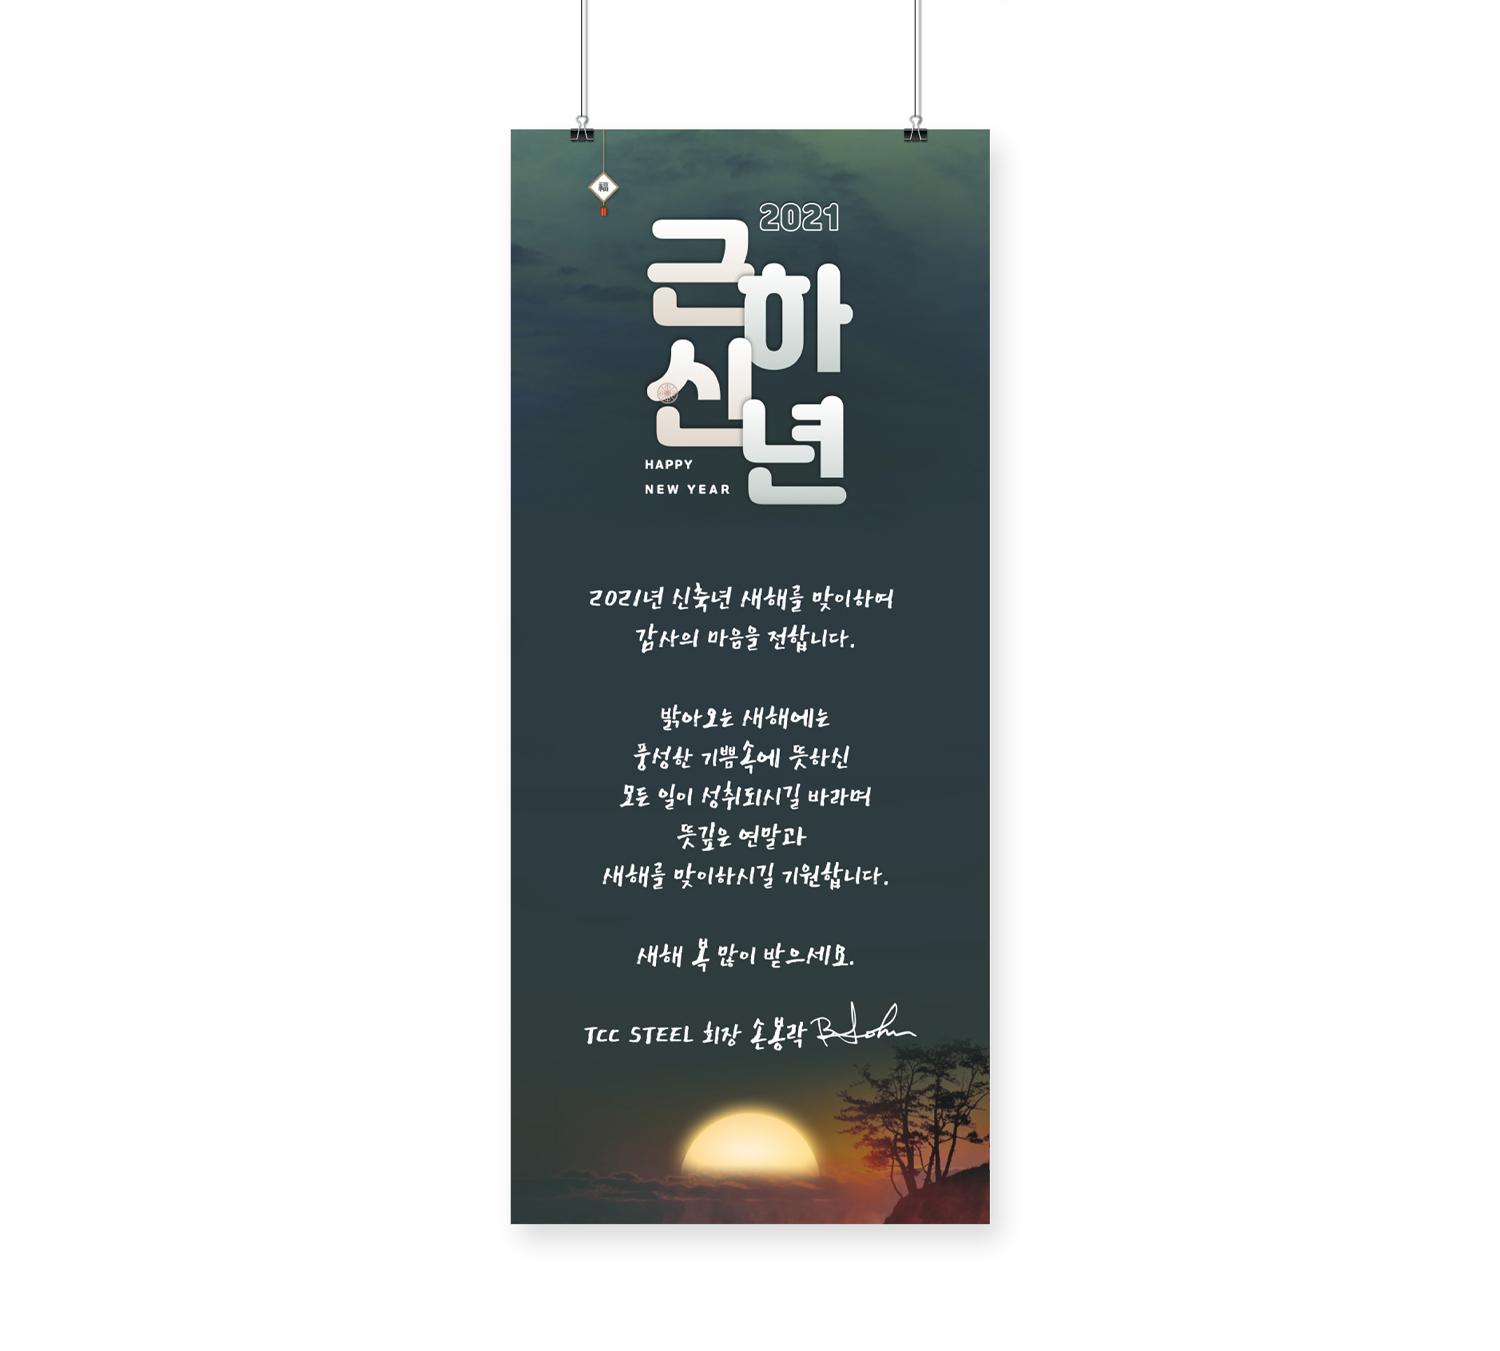 福
2021
근하
신년
HAPPY
NEW YEAR
2021년 신축년 새해를 맞이하여
감사의 마음을 전합니다.
밝아오는 새해에는
풍성한 기쁨속에 뜻하신
모든 일이 성취되시길 바라며
뜻깊은 연말과
새해를 맞이하시길 기원합니다.
새해 복 많이 받으세요.
TCC STEEL 회장 손봉락